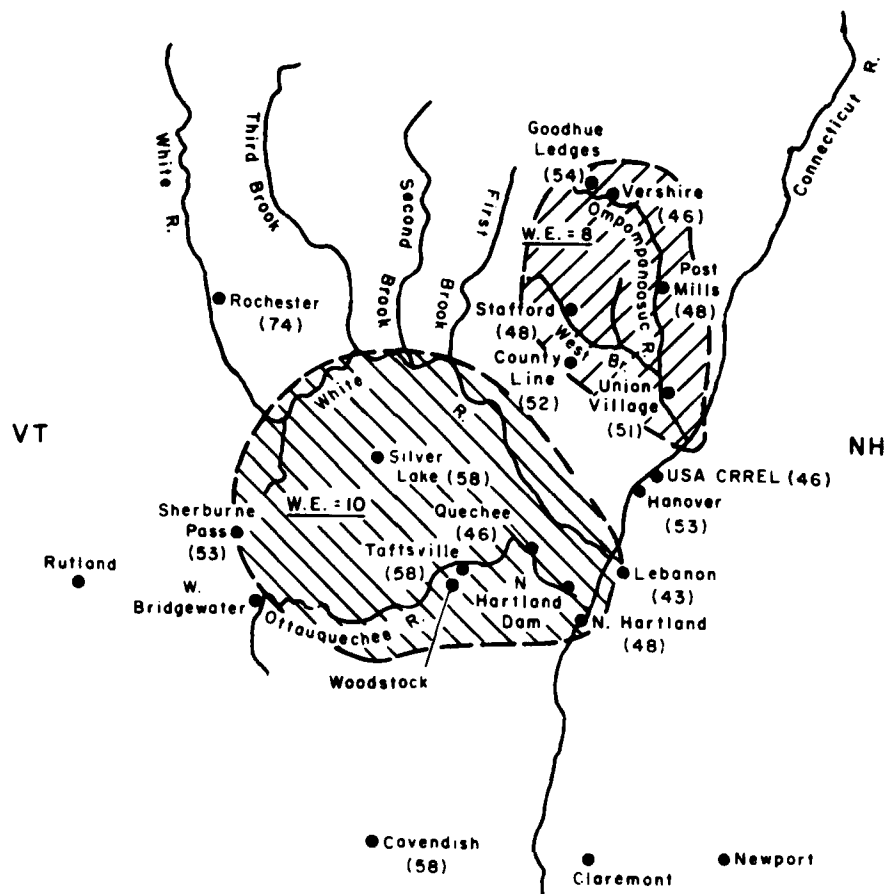 Connecticut R.
Goodhue
Ledges
(54)
Vershire
(46)
White R.
Third Brook
Second Brook
First Brook
Ompompanoosuc R.
W.E. = 8
Post
Mills
(48)
Rochester
(74)
Stafford
(48)
West Br.
County
Line
(52)
Union
Village
(51)
White R.
VT
NH
Silver
Lake (58)
USA CRREL (46)
Hanover
(53)
W.E. = 10
Sherburne
Pass
(53)
Quechee
(46)
Taftsville
(58)
Rutland
W.
Bridgewater
Ottauquechee R.
N
Hartland
Dam
Lebanon
(43)
N. Hartland
(48)
Woodstock
Cavendish
(58)
Claremont
Newport